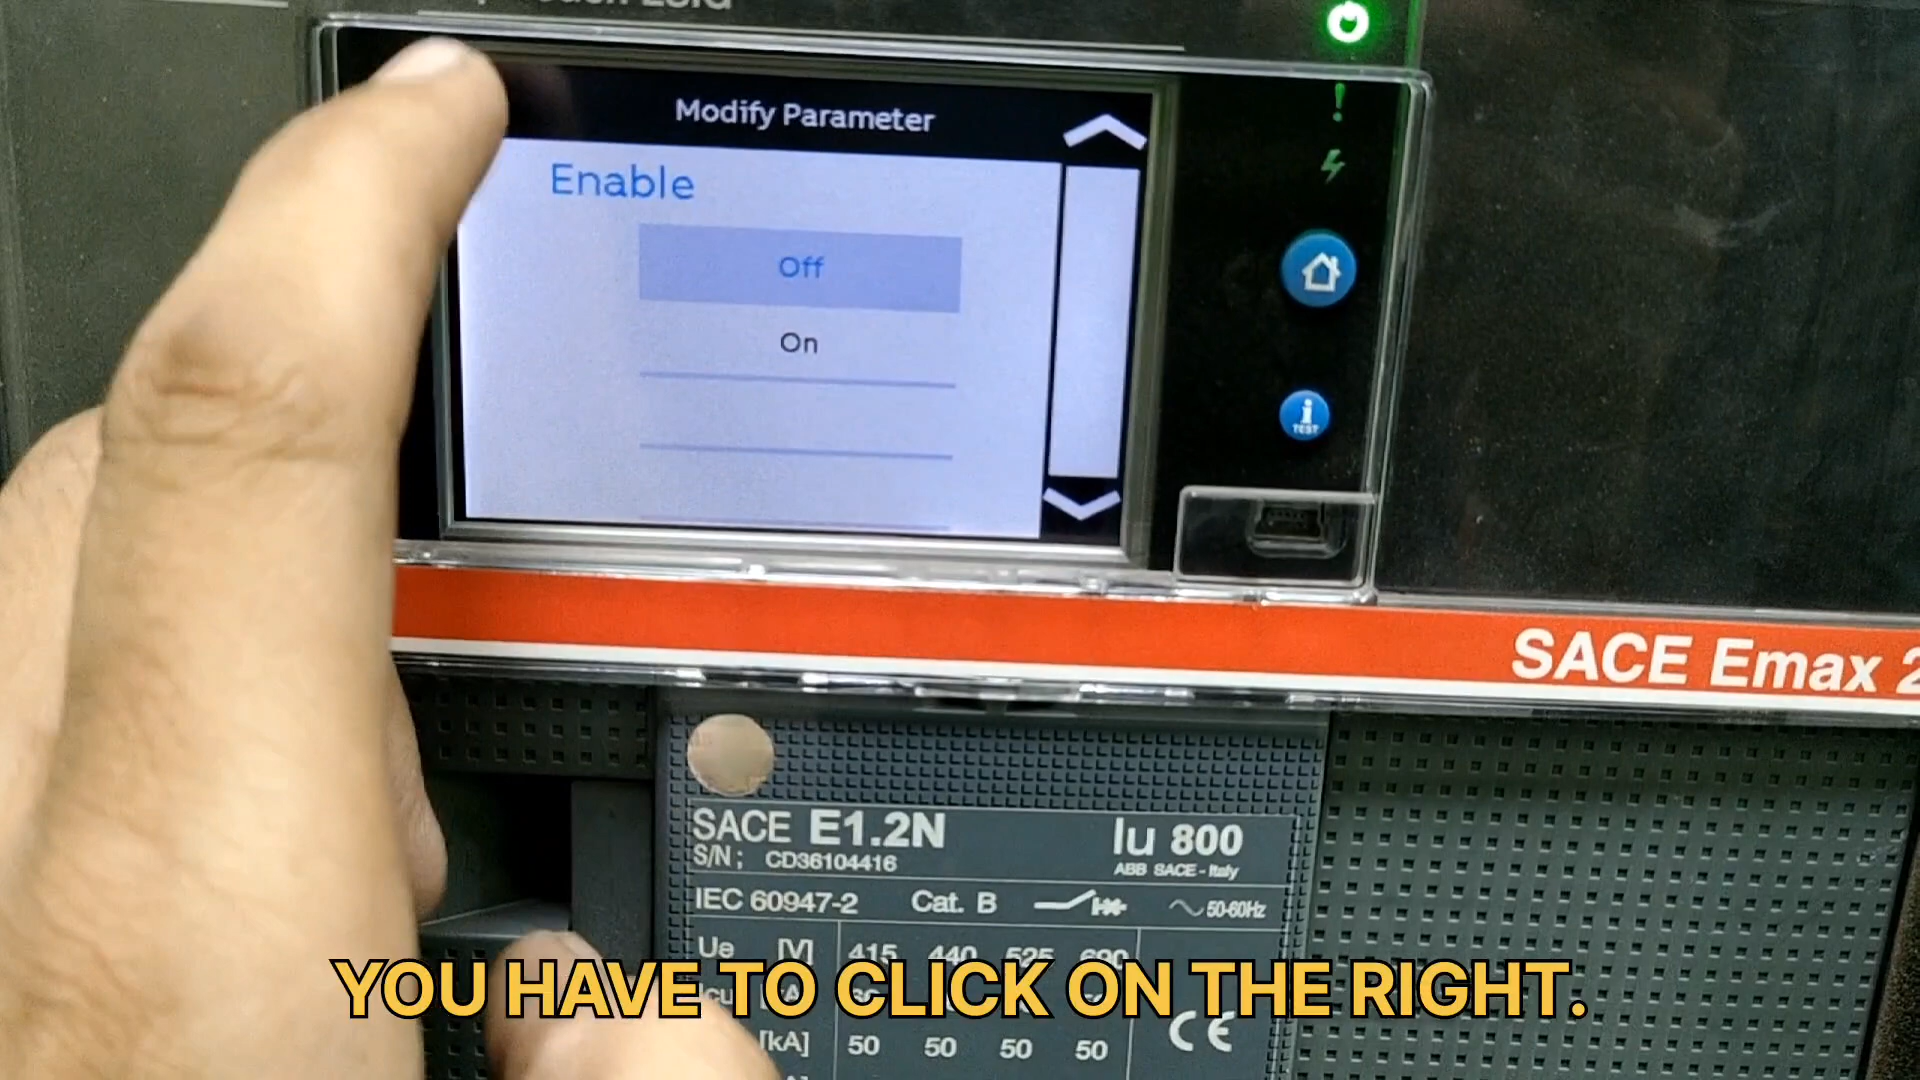 Modify Parameter
Enable
Off
On
TEST
SACE Emax 2
SACE E1.2N
Iu 800
S/N: CD36104416
ABB SACE - Italy
IEC 60947-2 Cat. B 50-60Hz
Ue [V] 415 440 525 690
YOU HAVE TO CLICK ON THE RIGHT.
[kA] 50 50 50 50
CE